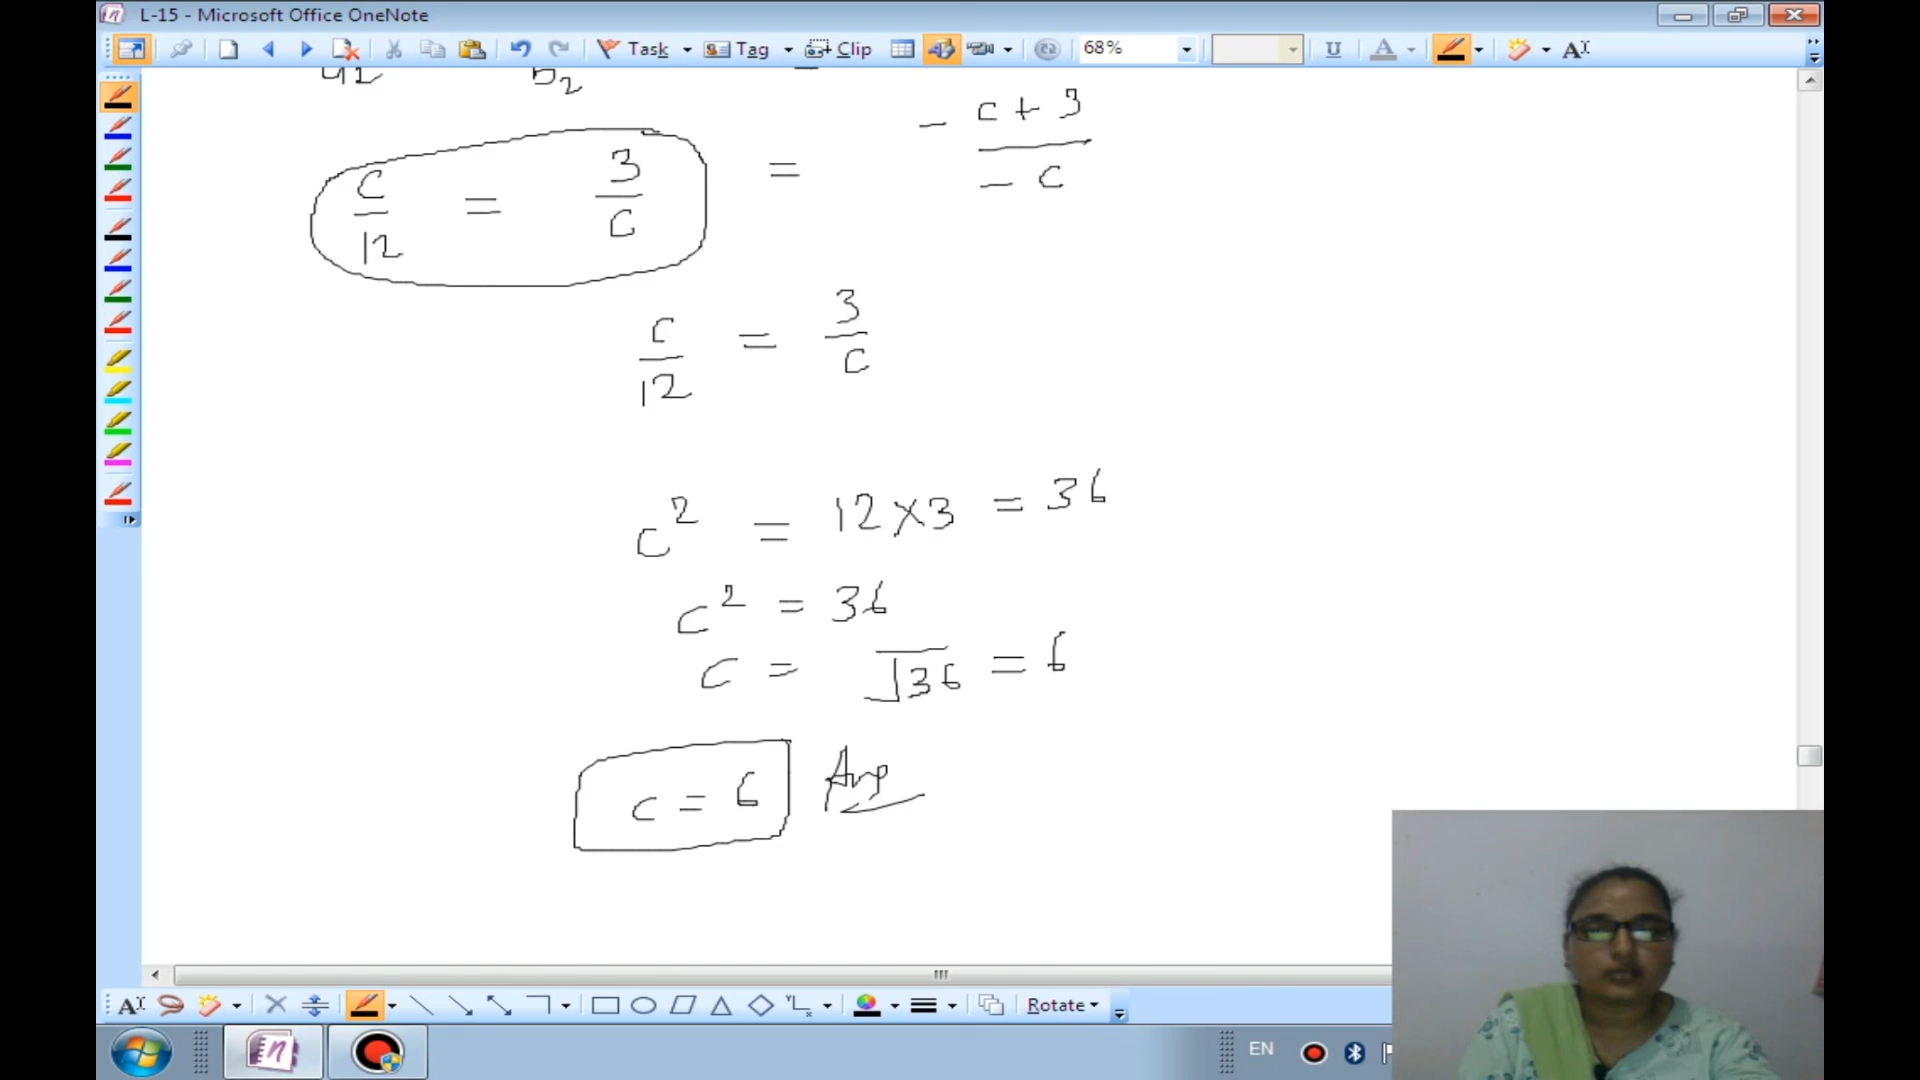 L-15 - Microsoft Office OneNote
Task Tag Clip 68% U A A
b2
c/12 = 3/c = - c+3/-c
c/12 = 3/c
c² = 12×3 = 36
c² = 36
c = √36 = 6
c = 6 Ans
A Rotate
EN